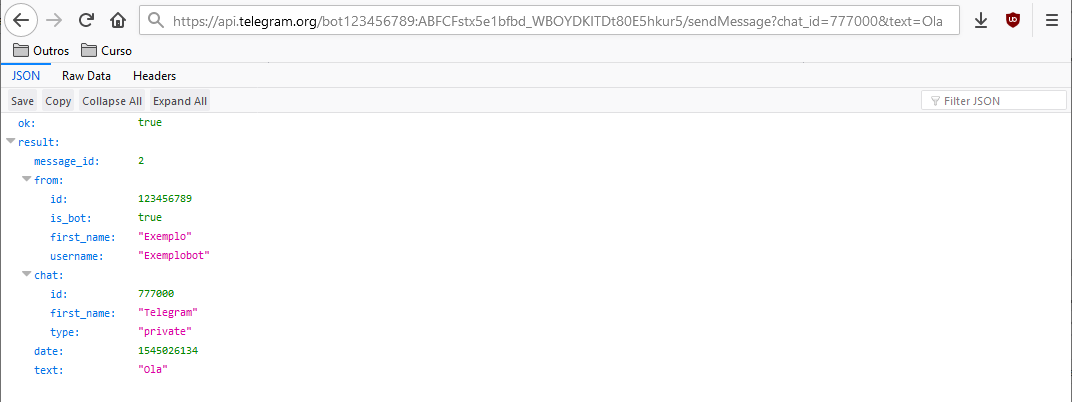 https://api.telegram.org/bot123456789:ABFCFstx5e1bfbd_WBOYDKITDt80E5hkur5/sendMessage?chat_id=777000&text=Ola
Outros Curso
JSON Raw Data Headers
Save Copy Collapse All Expand All Filter JSON
ok: true
result:
message_id: 2
from:
id: 123456789
is_bot: true
first_name: "Exemplo"
username: "Exemplobot"
chat:
id: 777000
first_name: "Telegram"
type: "private"
date: 1545026134
text: "Ola"